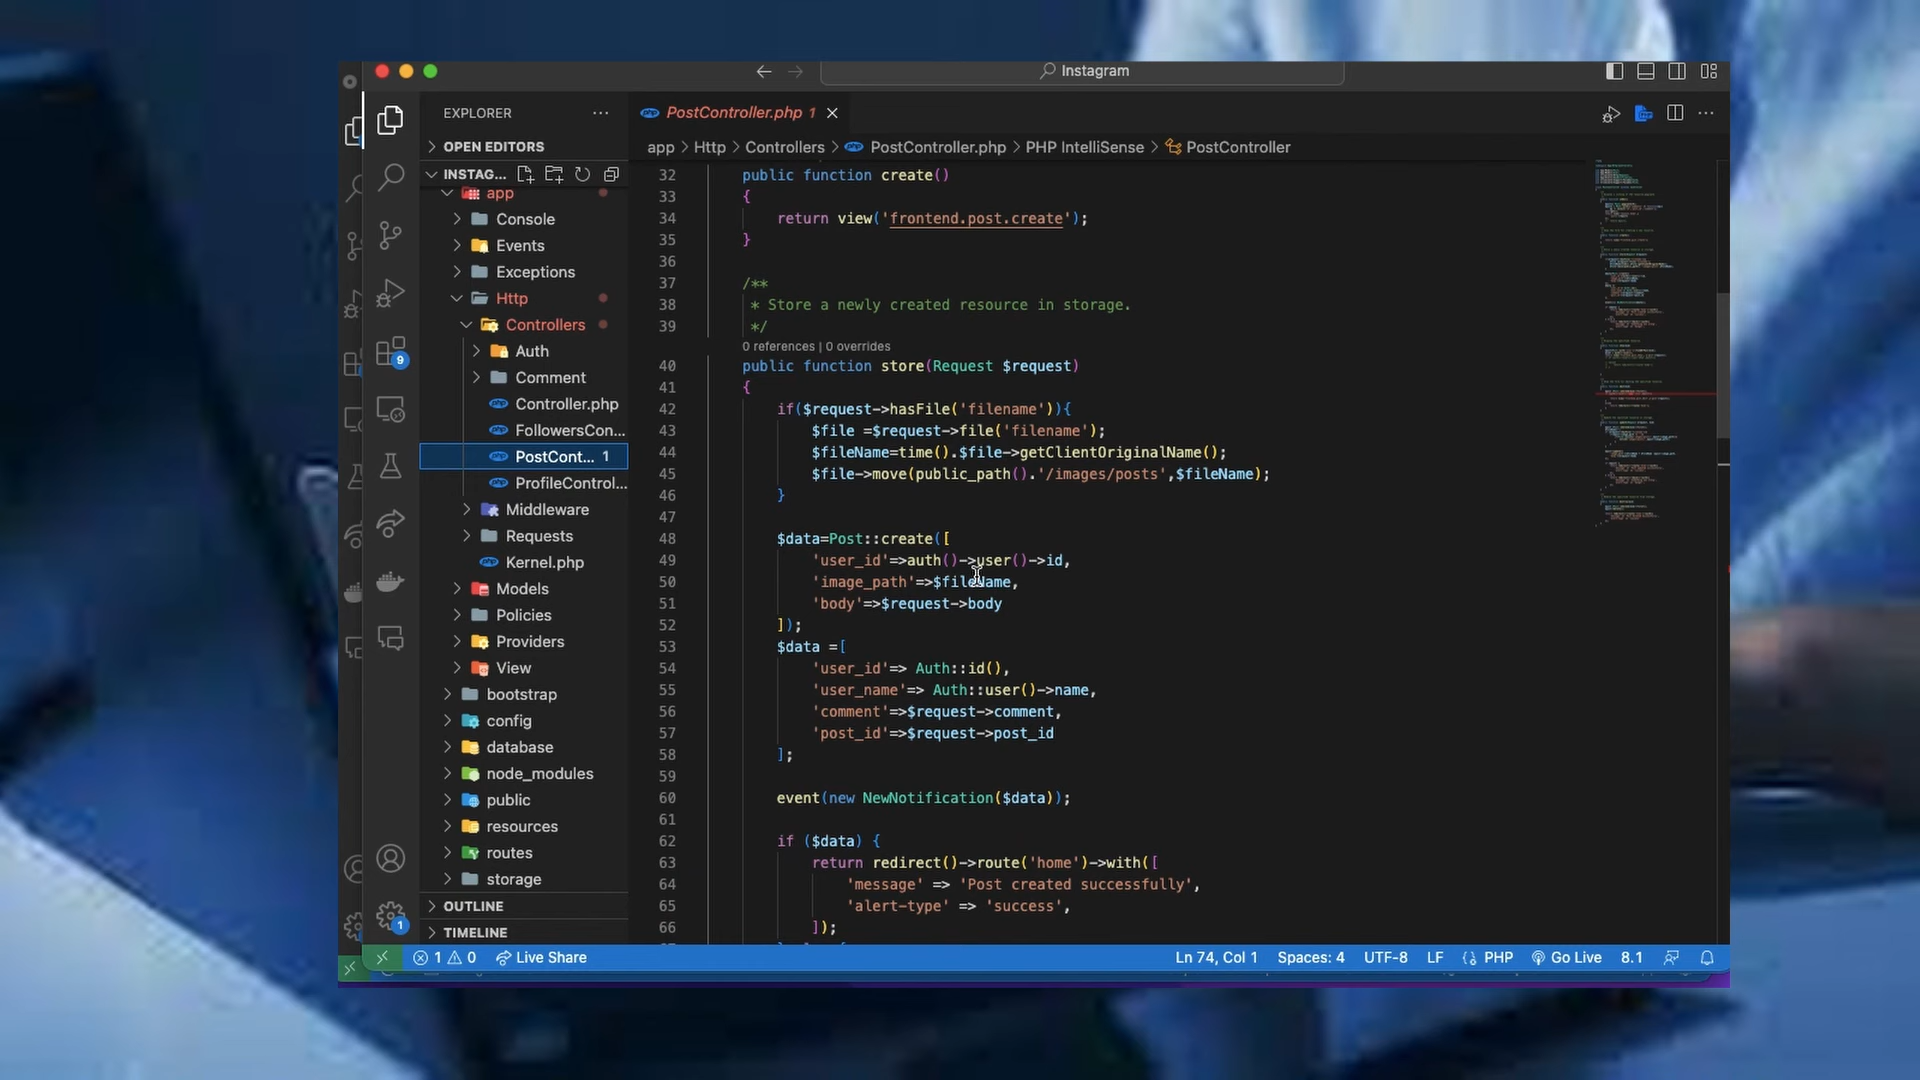 Instagram
EXPLORER
OPEN EDITORS
INSTAG...
app
Console
Events
Exceptions
Http
Controllers
Auth
Comment
Controller.php
FollowersCon...
PostCont... 1
ProfileControl...
Middleware
Requests
Kernel.php
Models
Policies
Providers
View
bootstrap
config
database
node_modules
public
resources
routes
storage
OUTLINE
TIMELINE
9
1
PostController.php 1
app > Http > Controllers > PostController.php > PHP IntelliSense > PostController
32 public function create()
33 {
34 return view('frontend.post.create');
35 }
36
37 /**
38 * Store a newly created resource in storage.
39 */
0 references | 0 overrides
40 public function store(Request $request)
41 {
42 if($request->hasFile('filename')){
43 $file =$request->file('filename');
44 $fileName=time().$file->getClientOriginalName();
45 $file->move(public_path().'/images/posts',$fileName);
46 }
47
48 $data=Post::create([
49 'user_id'=>auth()->user()->id,
50 'image_path'=>$fileName,
51 'body'=>$request->body
52 ]);
53 $data =[
54 'user_id'=> Auth::id(),
55 'user_name'=> Auth::user()->name,
56 'comment'=>$request->comment,
57 'post_id'=>$request->post_id
58 ];
59
60 event(new NewNotification($data));
61
62 if ($data) {
63 return redirect()->route('home')->with([
64 'message' => 'Post created successfully',
65 'alert-type' => 'success',
66 ]);
1 0 Live Share Ln 74, Col 1 Spaces: 4 UTF-8 LF {} PHP Go Live 8.1